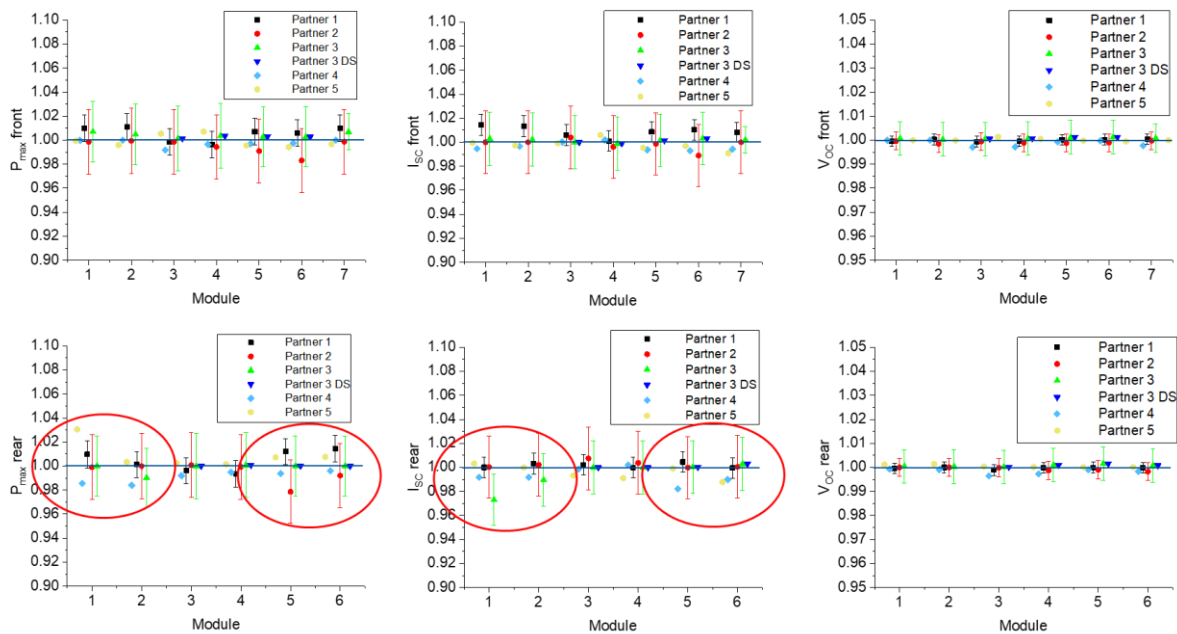 1.10
1.08
1.06
1.04
1.02
1.00
0.98
0.96
0.94
0.92
0.90
P max front
1 2 3 4 5 6 7
Module
Partner 1
Partner 2
Partner 3
Partner 3 DS
Partner 4
Partner 5
1.10
1.08
1.06
1.04
1.02
1.00
0.98
0.96
0.94
0.92
0.90
I SC front
1 2 3 4 5 6 7
Module
Partner 1
Partner 2
Partner 3
Partner 3 DS
Partner 4
Partner 5
1.05
1.04
1.03
1.02
1.01
1.00
0.99
0.98
0.97
0.96
0.95
V OC front
1 2 3 4 5 6 7
Module
Partner 1
Partner 2
Partner 3
Partner 3 DS
Partner 4
Partner 5
1.10
1.08
1.06
1.04
1.02
1.00
0.98
0.96
0.94
0.92
0.90
P max rear
1 2 3 4 5 6
Module
Partner 1
Partner 2
Partner 3
Partner 3 DS
Partner 4
Partner 5
1.10
1.08
1.06
1.04
1.02
1.00
0.98
0.96
0.94
0.92
0.90
I SC rear
1 2 3 4 5 6
Module
Partner 1
Partner 2
Partner 3
Partner 3 DS
Partner 4
Partner 5
1.05
1.04
1.03
1.02
1.01
1.00
0.99
0.98
0.97
0.96
0.95
V OC rear
1 2 3 4 5 6
Module
Partner 1
Partner 2
Partner 3
Partner 3 DS
Partner 4
Partner 5